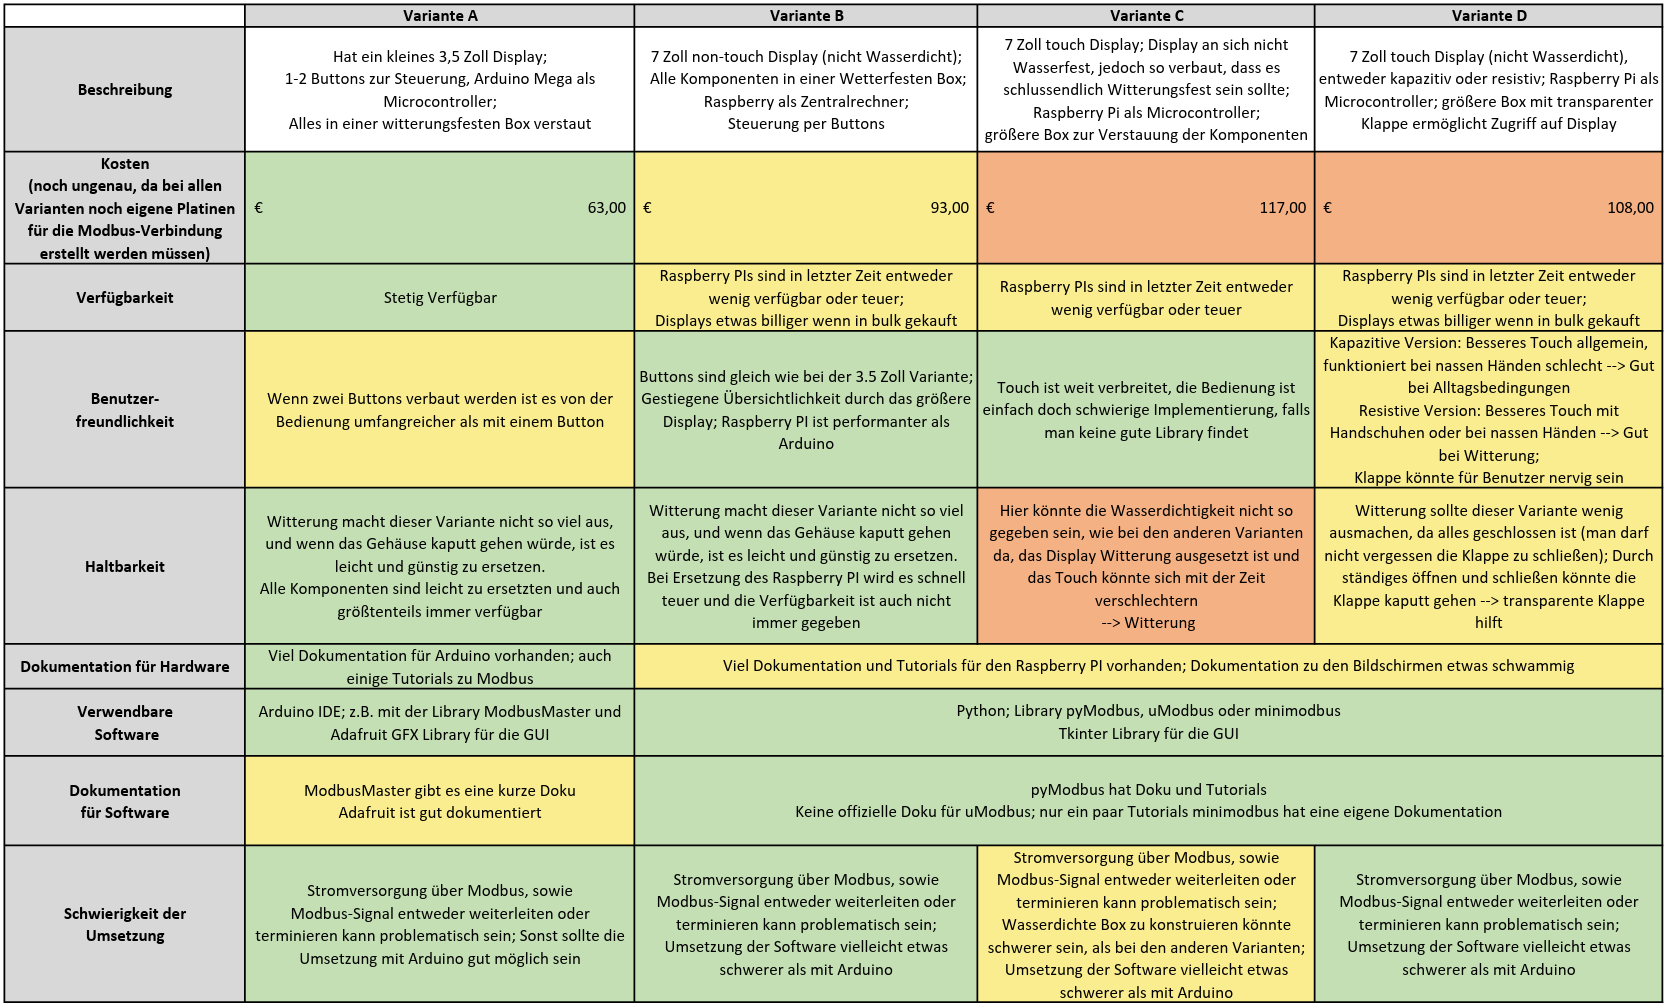 Variante A
Variante B
Variante C
Variante D
Beschreibung
Hat ein kleines 3,5 Zoll Display;
1-2 Buttons zur Steuerung, Arduino Mega als
Microcontroller;
Alles in einer witterungsfesten Box verstaut
7 Zoll non-touch Display (nicht Wasserdicht);
Alle Komponenten in einer Wetterfesten Box;
Raspberry als Zentralrechner;
Steuerung per Buttons
7 Zoll touch Display; Display an sich nicht
Wasserfest, jedoch so verbaut, dass es
schlussendlich Witterungsfest sein sollte;
Raspberry Pi als Microcontroller;
größere Box zur Verstauung der Komponenten
7 Zoll touch Display (nicht Wasserdicht),
entweder kapazitiv oder resistiv; Raspberry Pi als
Microcontroller; größere Box mit transparenter
Klappe ermöglicht Zugriff auf Display
Kosten
(noch ungenau, da bei allen
Varianten noch eigene Platinen
für die Modbus-Verbindung
erstellt werden müssen)
€ 63,00
€ 93,00
€ 117,00
€ 108,00
Verfügbarkeit
Stetig Verfügbar
Raspberry PIs sind in letzter Zeit entweder
wenig verfügbar oder teuer;
Displays etwas billiger wenn in bulk gekauft
Raspberry PIs sind in letzter Zeit entweder
wenig verfügbar oder teuer
Raspberry PIs sind in letzter Zeit entweder
wenig verfügbar oder teuer;
Displays etwas billiger wenn in bulk gekauft
Benutzer-
freundlichkeit
Wenn zwei Buttons verbaut werden ist es von der
Bedienung umfangreicher als mit einem Button
Buttons sind gleich wie bei der 3.5 Zoll Variante;
Gestiegene Übersichtlichkeit durch das größere
Display; Raspberry PI ist performanter als
Arduino
Touch ist weit verbreitet, die Bedienung ist
einfach doch schwierige Implementierung, falls
man keine gute Library findet
Kapazitive Version: Besseres Touch allgemein,
funktioniert bei nassen Händen schlecht --> Gut
bei Alltagsbedingungen
Resistive Version: Besseres Touch mit
Handschuhen oder bei nassen Händen --> Gut
bei Witterung;
Klappe könnte für Benutzer nervig sein
Haltbarkeit
Witterung macht dieser Variante nicht so viel aus,
und wenn das Gehäuse kaputt gehen würde, ist es
leicht und günstig zu ersetzen.
Alle Komponenten sind leicht zu ersetzten und auch
größtenteils immer verfügbar
Witterung macht dieser Variante nicht so viel
aus, und wenn das Gehäuse kaputt gehen
würde, ist es leicht und günstig zu ersetzen.
Bei Ersetzung des Raspberry PI wird es schnell
teuer und die Verfügbarkeit ist auch nicht
immer gegeben
Hier könnte die Wasserdichtigkeit nicht so
gegeben sein, wie bei den anderen Varianten
da, das Display Witterung ausgesetzt ist und
das Touch könnte sich mit der Zeit
verschlechtern
--> Witterung
Witterung sollte dieser Variante wenig
ausmachen, da alles geschlossen ist (man darf
nicht vergessen die Klappe zu schließen); Durch
ständiges öffnen und schließen könnte die
Klappe kaputt gehen --> transparente Klappe
hilft
Dokumentation für Hardware
Viel Dokumentation für Arduino vorhanden; auch
einige Tutorials zu Modbus
Viel Dokumentation und Tutorials für den Raspberry PI vorhanden; Dokumentation zu den Bildschirmen etwas schwammig
Verwendbare
Software
Arduino IDE; z.B. mit der Library ModbusMaster und
Adafruit GFX Library für die GUI
Python; Library pyModbus, uModbus oder minimodbus
Tkinter Library für die GUI
Dokumentation
für Software
ModbusMaster gibt es eine kurze Doku
Adafruit ist gut dokumentiert
pyModbus hat Doku und Tutorials
Keine offizielle Doku für uModbus; nur ein paar Tutorials minimodbus hat eine eigene Dokumentation
Schwierigkeit der
Umsetzung
Stromversorgung über Modbus, sowie
Modbus-Signal entweder weiterleiten oder
terminieren kann problematisch sein; Sonst sollte die
Umsetzung mit Arduino gut möglich sein
Stromversorgung über Modbus, sowie
Modbus-Signal entweder weiterleiten oder
terminieren kann problematisch sein;
Umsetzung der Software vielleicht etwas
schwerer als mit Arduino
Stromversorgung über Modbus, sowie
Modbus-Signal entweder weiterleiten oder
terminieren kann problematisch sein;
Wasserdichte Box zu konstruieren könnte
schwerer sein, als bei den anderen Varianten;
Umsetzung der Software vielleicht etwas
schwerer als mit Arduino
Stromversorgung über Modbus, sowie
Modbus-Signal entweder weiterleiten oder
terminieren kann problematisch sein;
Umsetzung der Software vielleicht etwas
schwerer als mit Arduino